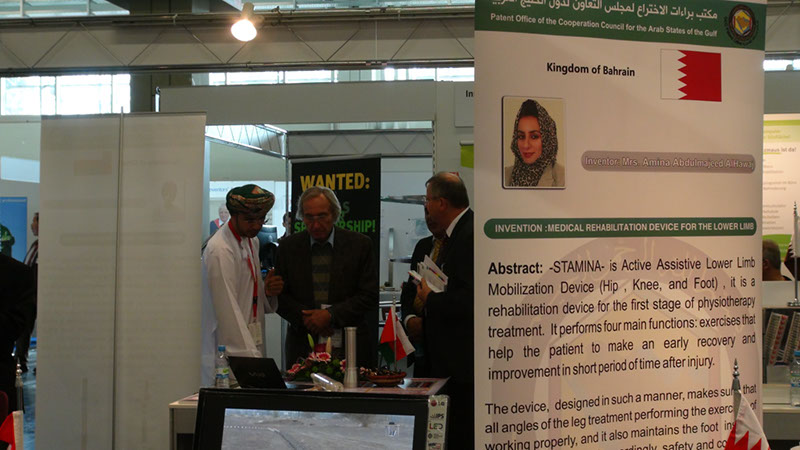 مكتب براءات الاختراع لمجلس التعاون لدول الخليج العربية
Patent Office of the Cooperation Council for the Arab States of the Gulf
Kingdom of Bahrain
Inventor: Mrs. Amina Abdulmajeed AlHawaj
INVENTION :MEDICAL REHABILITATION DEVICE FOR THE LOWER LIMB
Abstract: -STAMINA- is Active Assistive Lower Limb
Mobilization Device (Hip , Knee, and Foot) , it is a
rehabilitation device for the first stage of physiotherapy
treatment. It performs four main functions: exercises that
help the patient to make an early recovery and
improvement in short period of time after injury.
The device, designed in such a manner, makes sure that
all angles of the leg treatment performing the exercise of
working properly, and it also maintains the foot
safety and
WANTED: